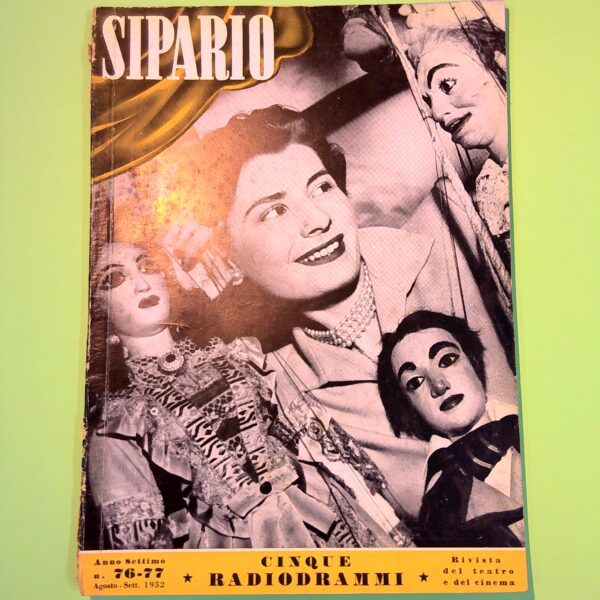 SIPARIO
Anno Settimo
n. 76-77
Agosto - Sett. 1952
★ CINQUE
RADIODRAMMI ★
Rivista
del teatro
e del cinema